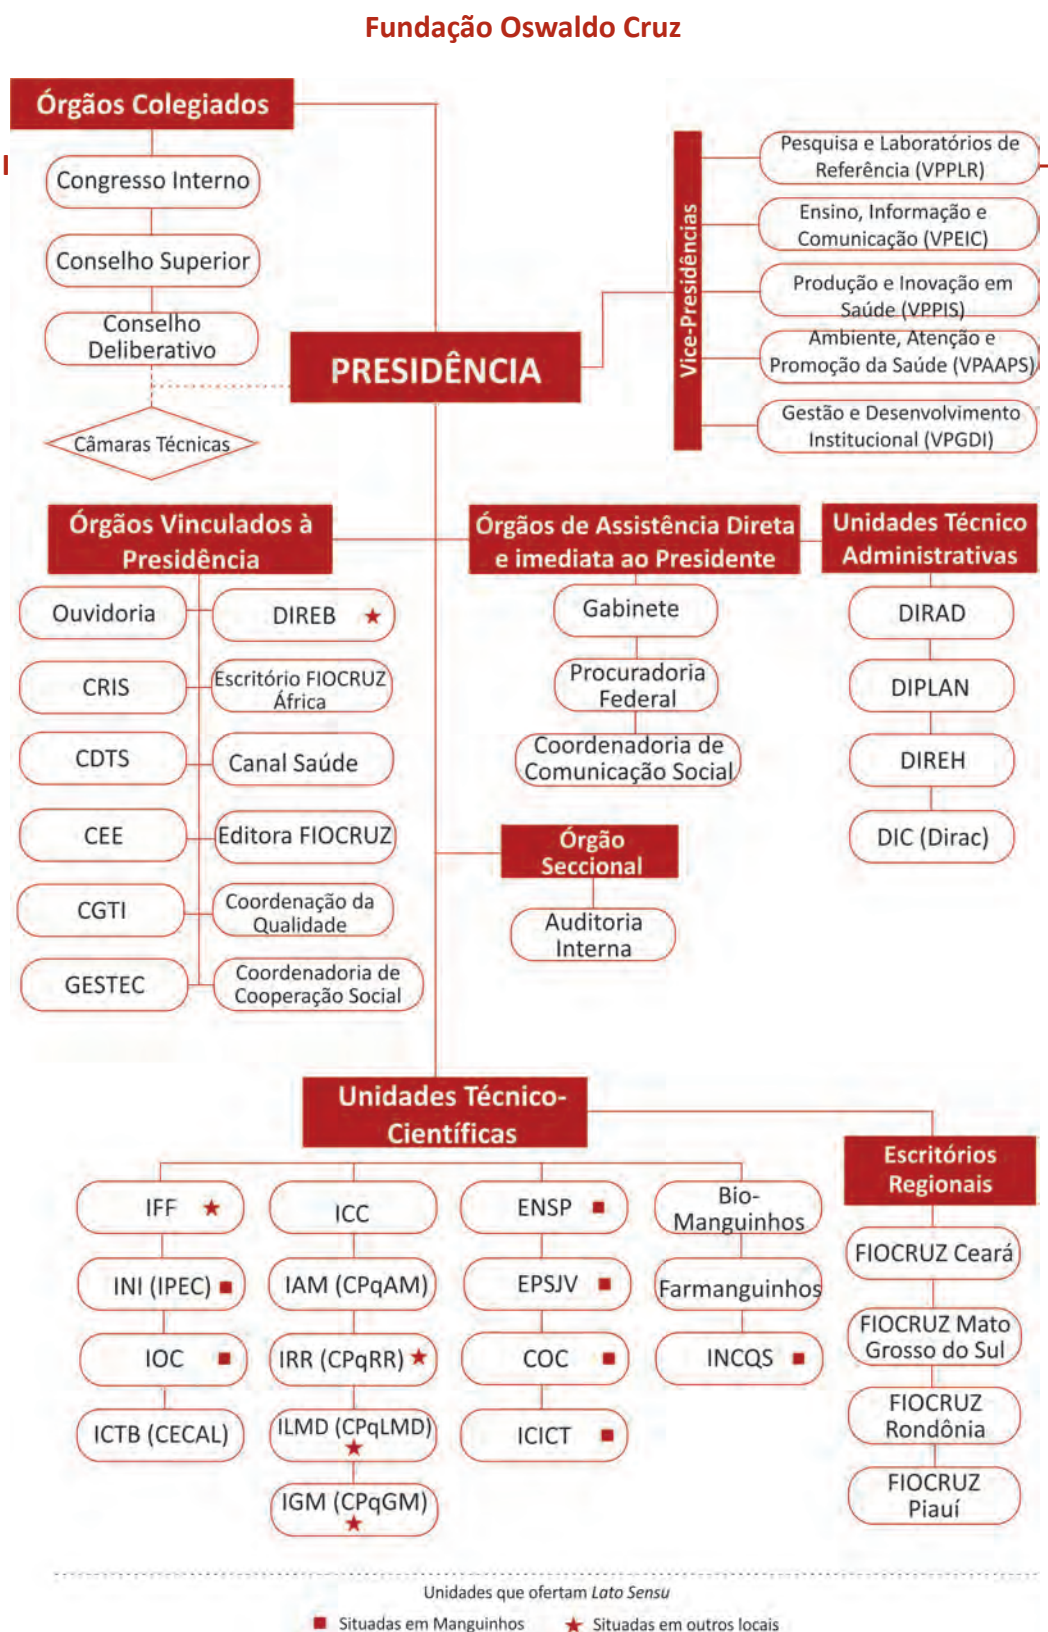 Fundação Oswaldo Cruz
Órgãos Colegiados
Congresso Interno
Conselho Superior
Conselho
Deliberativo
Câmaras Técnicas
PRESIDÊNCIA
Vice-Presidências
Pesquisa e Laboratórios de
Referência (VPPLR)
Ensino, Informação e
Comunicação (VPEIC)
Produção e Inovação em
Saúde (VPPIS)
Ambiente, Atenção e
Promoção da Saúde (VPAAPS)
Gestão e Desenvolvimento
Institucional (VPGDI)
Órgãos Vinculados à
Presidência
Ouvidoria
DIREB ★
CRIS
Escritório FIOCRUZ
África
CDTS
Canal Saúde
CEE
Editora FIOCRUZ
CGTI
Coordenação da
Qualidade
GESTEC
Coordenadoria de
Cooperação Social
Órgãos de Assistência Direta
e imediata ao Presidente
Gabinete
Procuradoria
Federal
Coordenadoria de
Comunicação Social
Unidades Técnico
Administrativas
DIRAD
DIPLAN
DIREH
DIC (Dirac)
Órgão
Seccional
Auditoria
Interna
Unidades Técnico-
Científicas
IFF ★
INI (IPEC) ■
IOC ■
ICTB (CECAL)
ICC
IAM (CPqAM)
IRR (CPqRR) ★
ILMD (CPqLMD)
★
IGM (CPqGM)
★
ENSP ■
EPSJV ■
COC ■
ICICT ■
Bio-
Manguinhos
Farmanguinhos
INCQS ■
Escritórios
Regionais
FIOCRUZ Ceará
FIOCRUZ Mato
Grosso do Sul
FIOCRUZ
Rondônia
FIOCRUZ
Piauí
Unidades que ofertam Lato Sensu
■ Situadas em Manguinhos ★ Situadas em outros locais